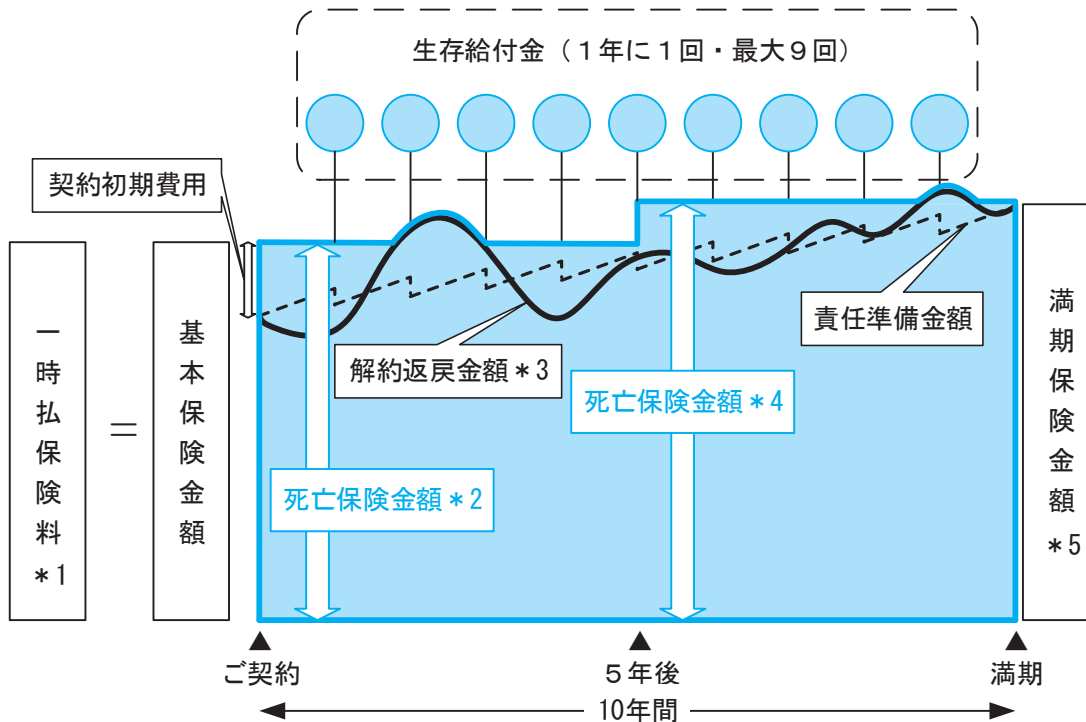 生存給付金（１年に１回・最大９回）
契約初期費用
一時払保険料＊1
＝
基本保険金額
解約返戻金額＊3
責任準備金額
死亡保険金額＊4
死亡保険金額＊2
満期保険金額＊5
▲
▲
▲
ご契約
５年後
満期
10年間